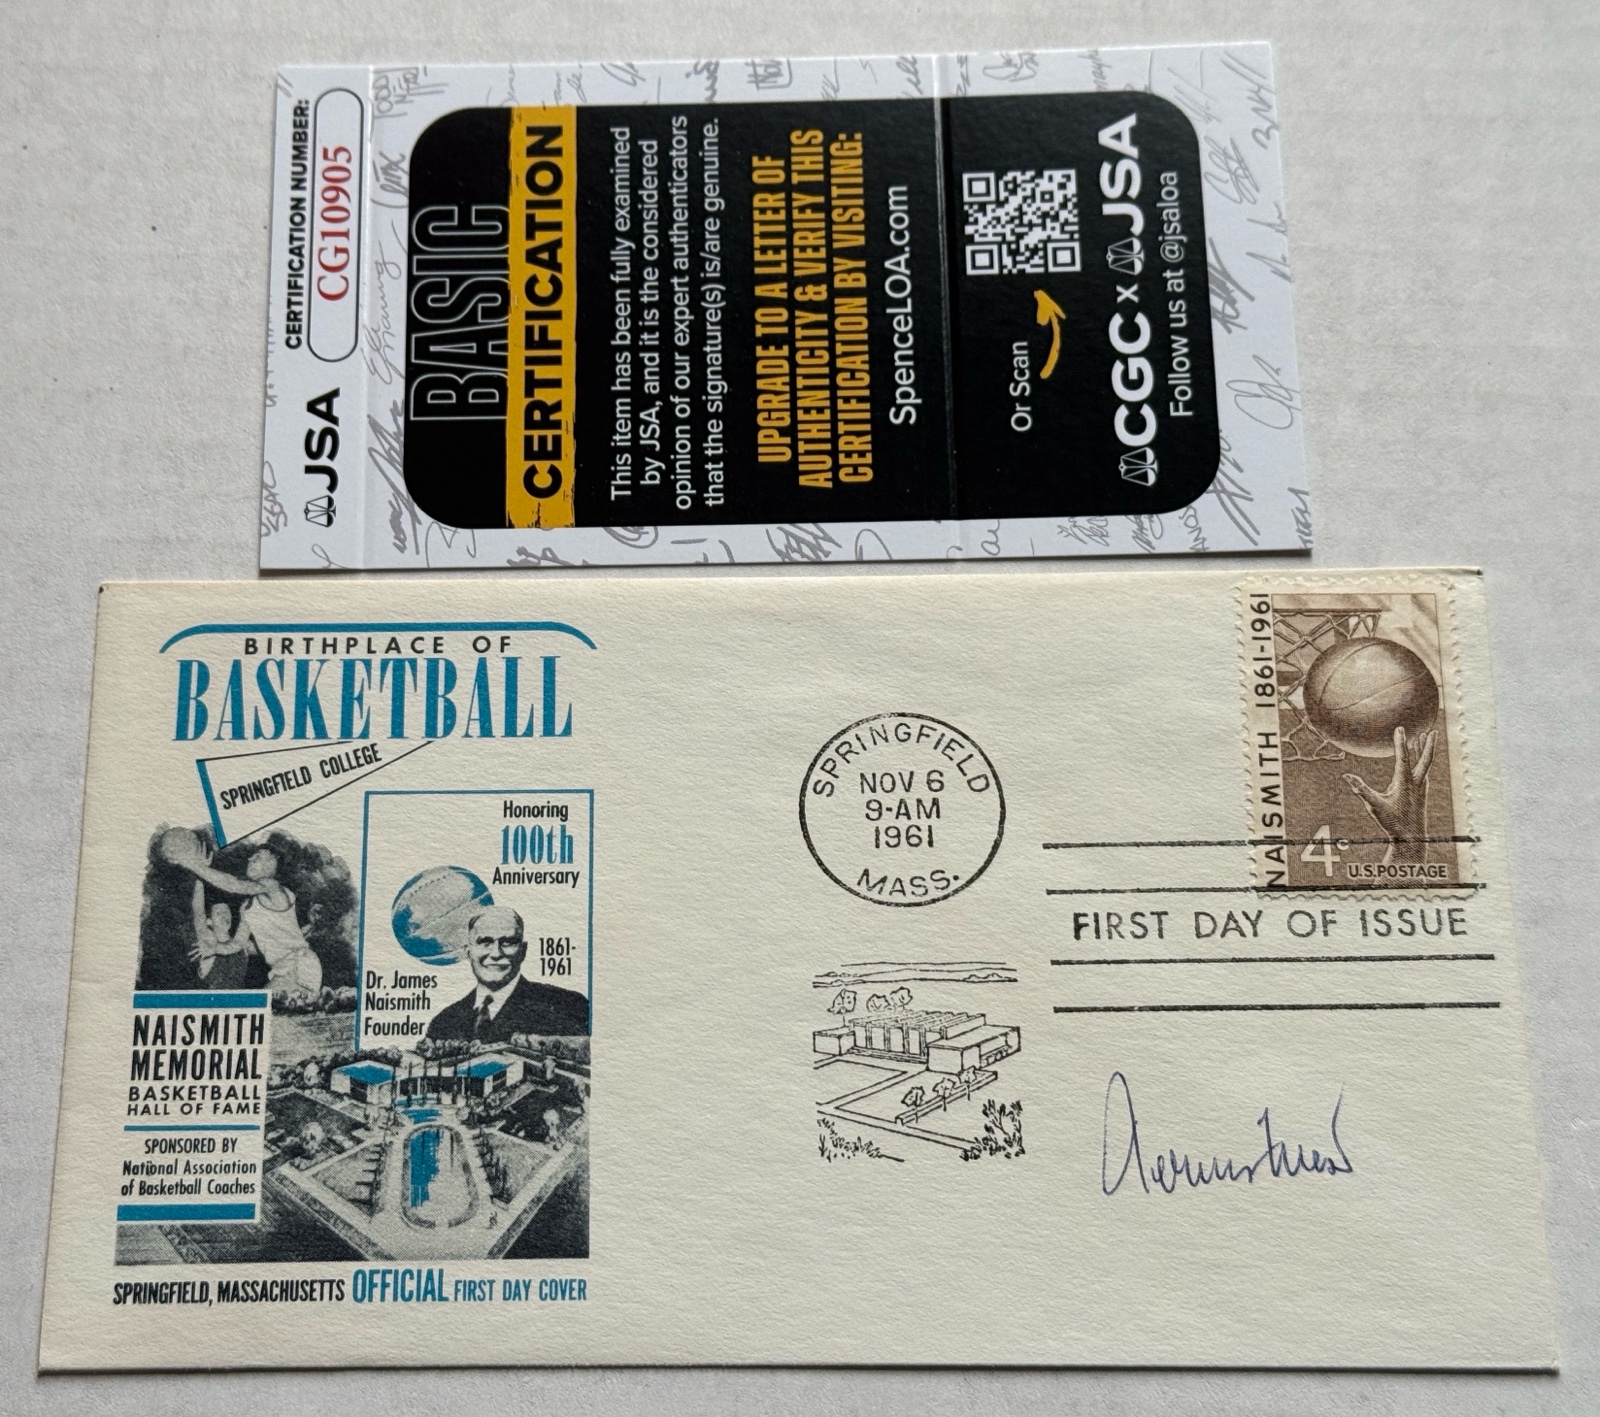 JSA
CERTIFICATION NUMBER:
CG10905
BASIC
CERTIFICATION
This item has been fully examined
by JSA, and it is the considered
opinion of our expert authenticators
that the signature(s) is/are genuine.
UPGRADE TO A LETTER OF
AUTHENTICITY & VERIFY THIS
CERTIFICATION BY VISITING:
SpenceLOA.com
Or Scan
CGC x JSA
Follow us at @jsaloa
BIRTHPLACE OF
BASKETBALL
SPRINGFIELD COLLEGE
Honoring
100th
Anniversary
1861-
1961
Dr. James
Naismith
Founder
NAISMITH
MEMORIAL
BASKETBALL
HALL OF FAME
SPONSORED BY
National Association
of Basketball Coaches
SPRINGFIELD, MASSACHUSETTS OFFICIAL FIRST DAY COVER
SPRINGFIELD
NOV 6
9-AM
1961
MASS.
NAISMITH 1861-1961
4c
U.S.POSTAGE
FIRST DAY OF ISSUE